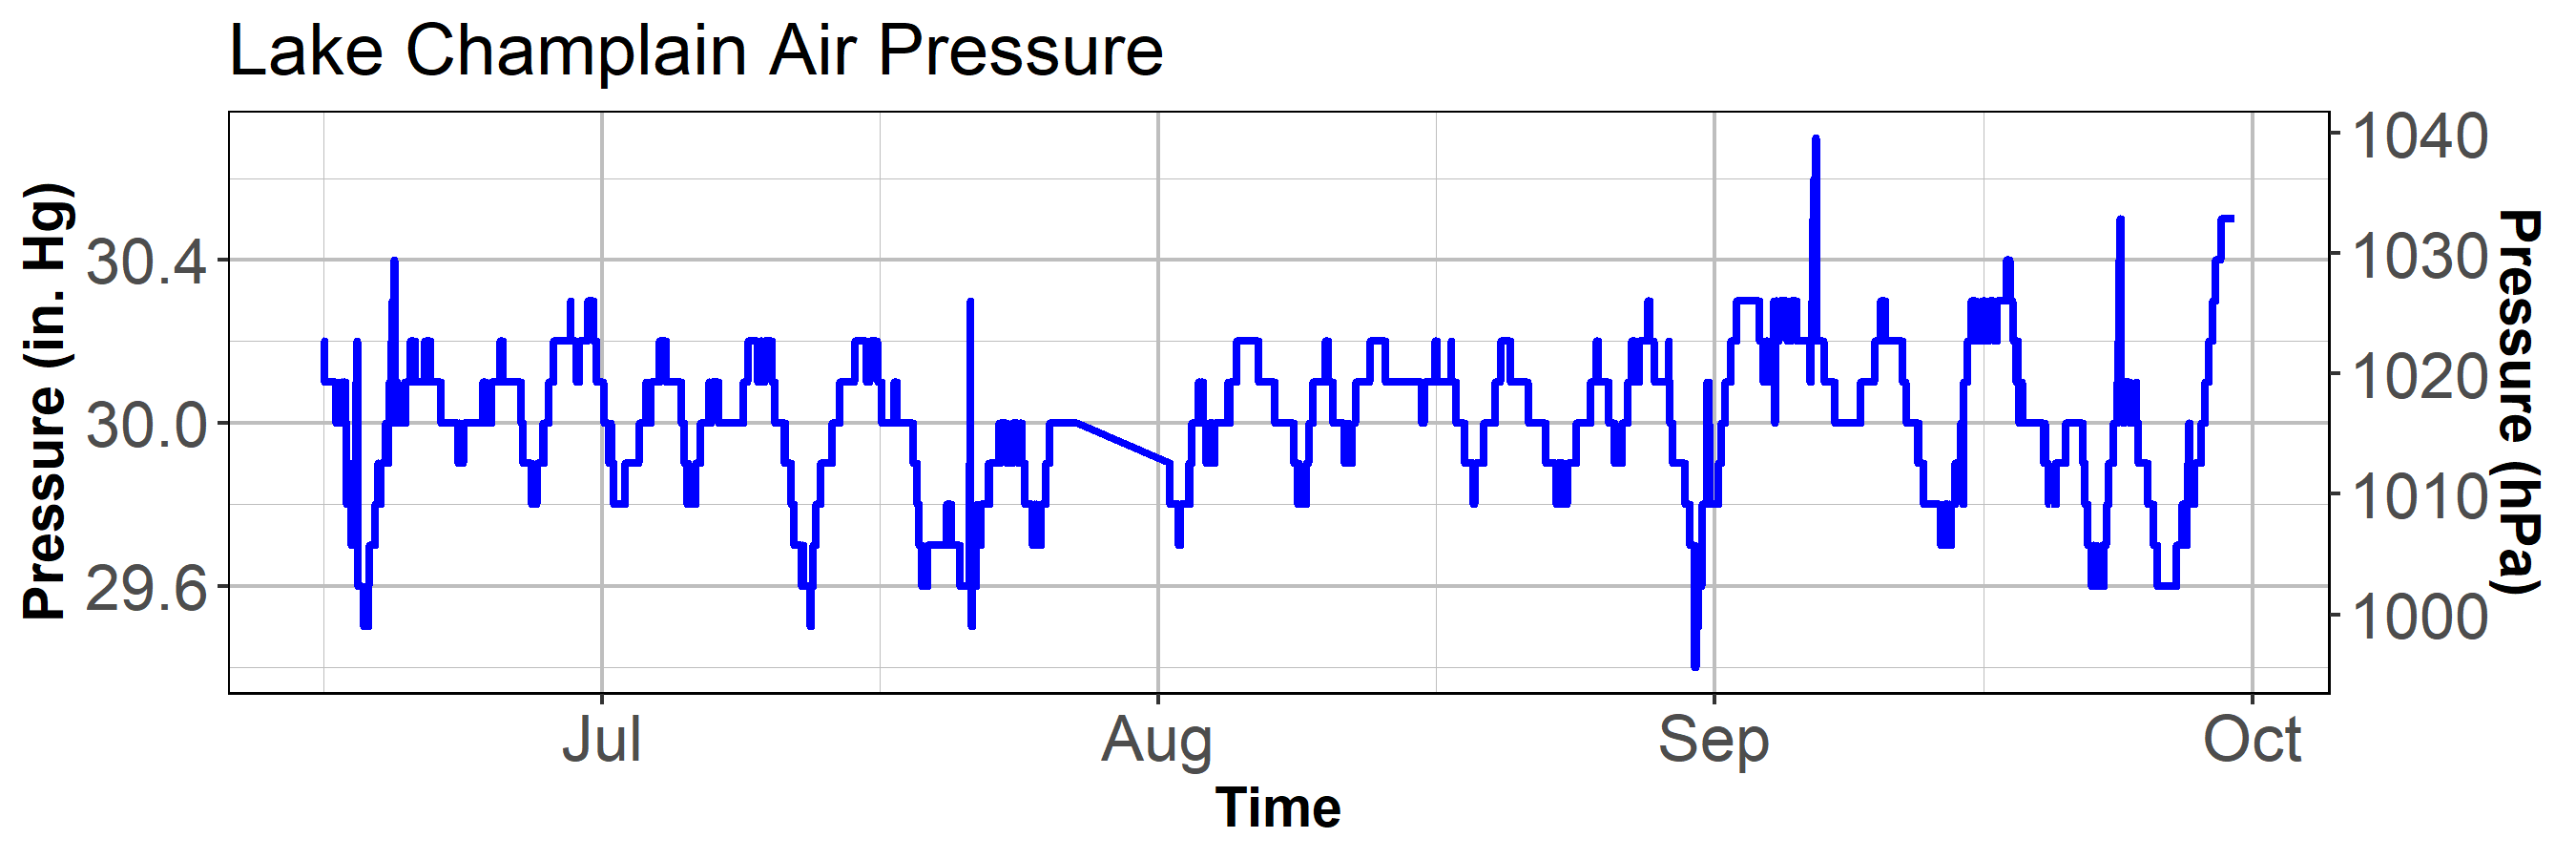 Lake Champlain Air Pressure
Pressure (in. Hg)
30.4
30.0
29.6
1040
1030
1020
1010
1000
Pressure (hPa)
Jul Aug Sep Oct
Time